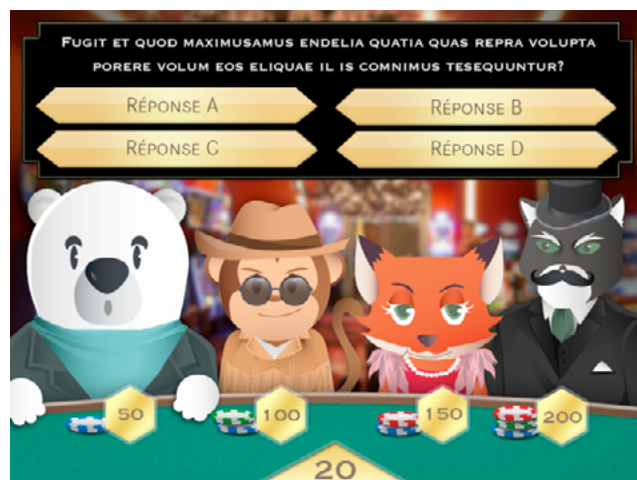 Fugit et quod maximusamus endelia quatia quas repra volupta
porere volum eos eliquae il is comnimus tesequuntur?
Réponse A
Réponse B
Réponse C
Réponse D
50
100
150
200
20